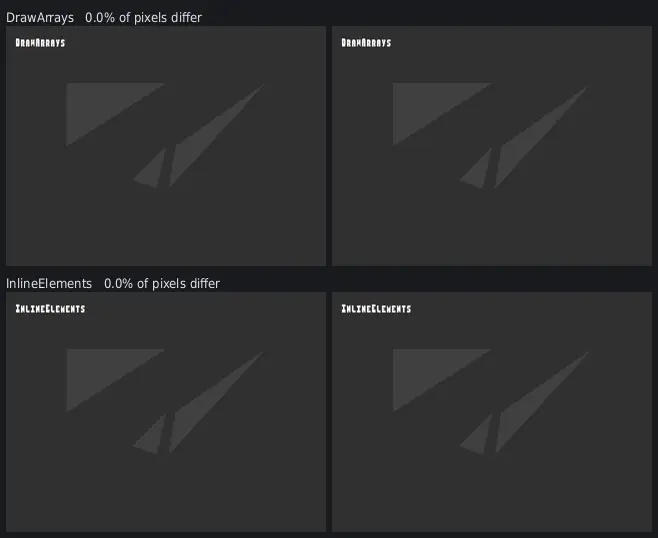 DrawArrays 0.0% of pixels differ
DrawArrays DrawArrays
InlineElements 0.0% of pixels differ
InlineElements InlineElements